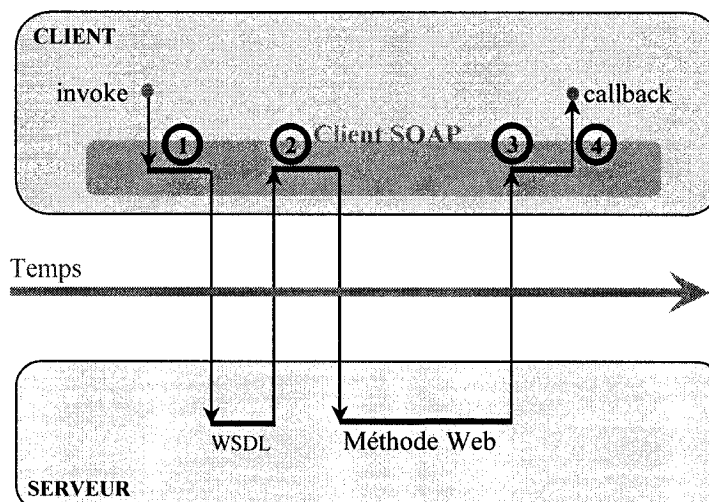 CLIENT
invoke
callback
Client SOAP
1
2
3
4
Temps
WSDL
Méthode Web
SERVEUR